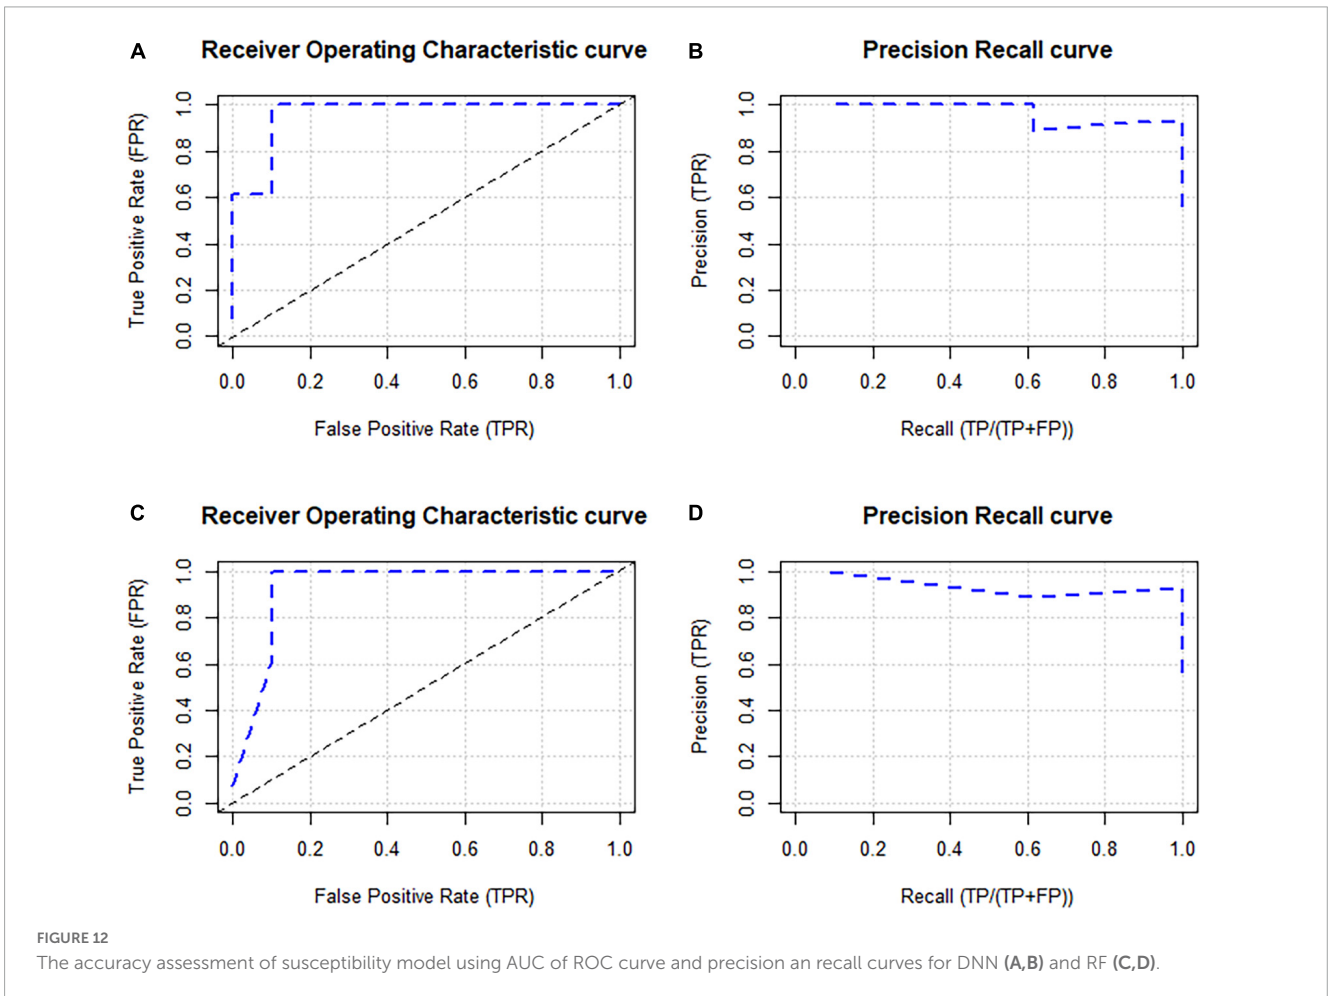 A Receiver Operating Characteristic curve
True Positive Rate (FPR)
1.0
0.8
0.6
0.4
0.2
0.0
0.0 0.2 0.4 0.6 0.8 1.0
False Positive Rate (TPR)
B Precision Recall curve
Precision (TPR)
1.0
0.8
0.6
0.4
0.2
0.0
0.0 0.2 0.4 0.6 0.8 1.0
Recall (TP/(TP+FP))
C Receiver Operating Characteristic curve
True Positive Rate (FPR)
1.0
0.8
0.6
0.4
0.2
0.0
0.0 0.2 0.4 0.6 0.8 1.0
False Positive Rate (TPR)
D Precision Recall curve
Precision (TPR)
1.0
0.8
0.6
0.4
0.2
0.0
0.0 0.2 0.4 0.6 0.8 1.0
Recall (TP/(TP+FP))
FIGURE 12
The accuracy assessment of susceptibility model using AUC of ROC curve and precision an recall curves for DNN (A,B) and RF (C,D).